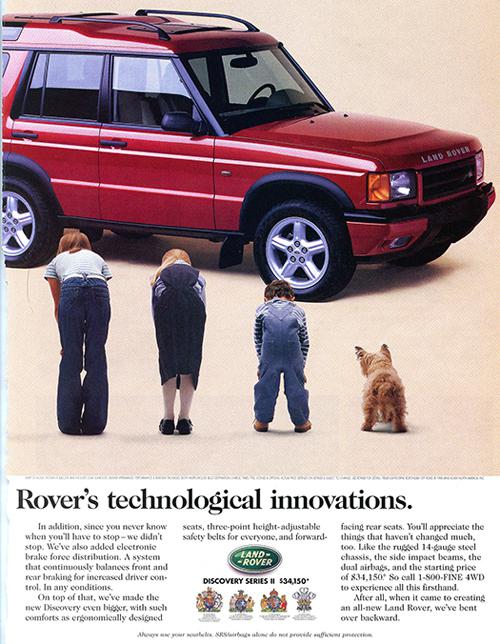 LAND ROVER
Rover's technological innovations.
In addition, since you never know
when you'll have to stop – we didn't
stop. We've also added electronic
brake force distribution. A system
that continuously balances front and
rear braking for increased driver con-
trol. In any conditions.
On top of that, we've made the
new Discovery even bigger, with such
comforts as ergonomically designed
seats, three-point height-adjustable
safety belts for everyone, and forward-
LAND-
ROVER
DISCOVERY SERIES II $34,150*
facing rear seats. You'll appreciate the
things that haven't changed much,
too. Like the rugged 14-gauge steel
chassis, the side impact beams, the
dual airbags, and the starting price
of $34,150.* So call 1-800-FINE 4WD
to experience all this firsthand.
After all, when it came to creating
an all-new Land Rover, we've bent
over backward.
Always use your seatbelts. SRS/airbags alone do not provide sufficient protection.